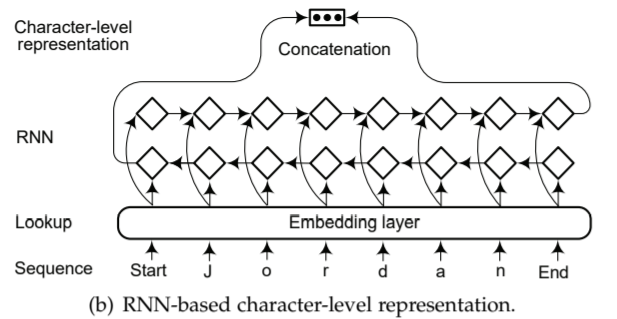 Character-level
representation
Concatenation
RNN
Lookup
Embedding layer
Sequence Start J o r d a n End
(b) RNN-based character-level representation.